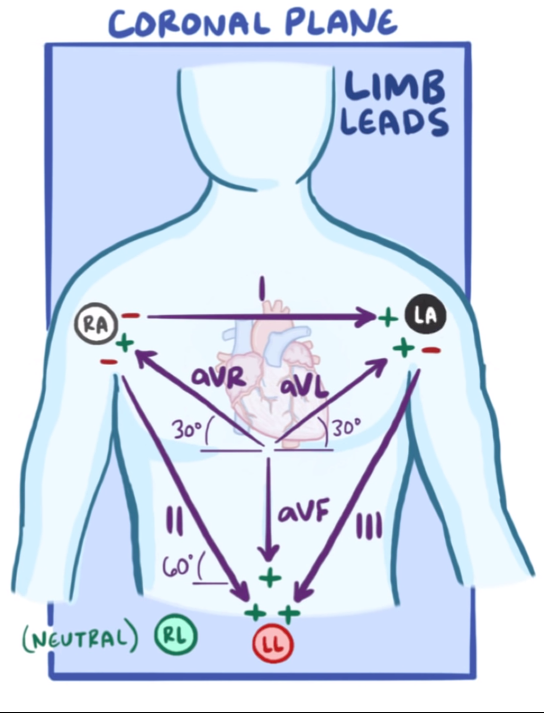 CORONAL PLANE
LIMB
LEADS
I
RA − + LA
+ −
+ −
aVR aVL
30° 30°
II aVF III
60°
+
+ +
(NEUTRAL) RL LL